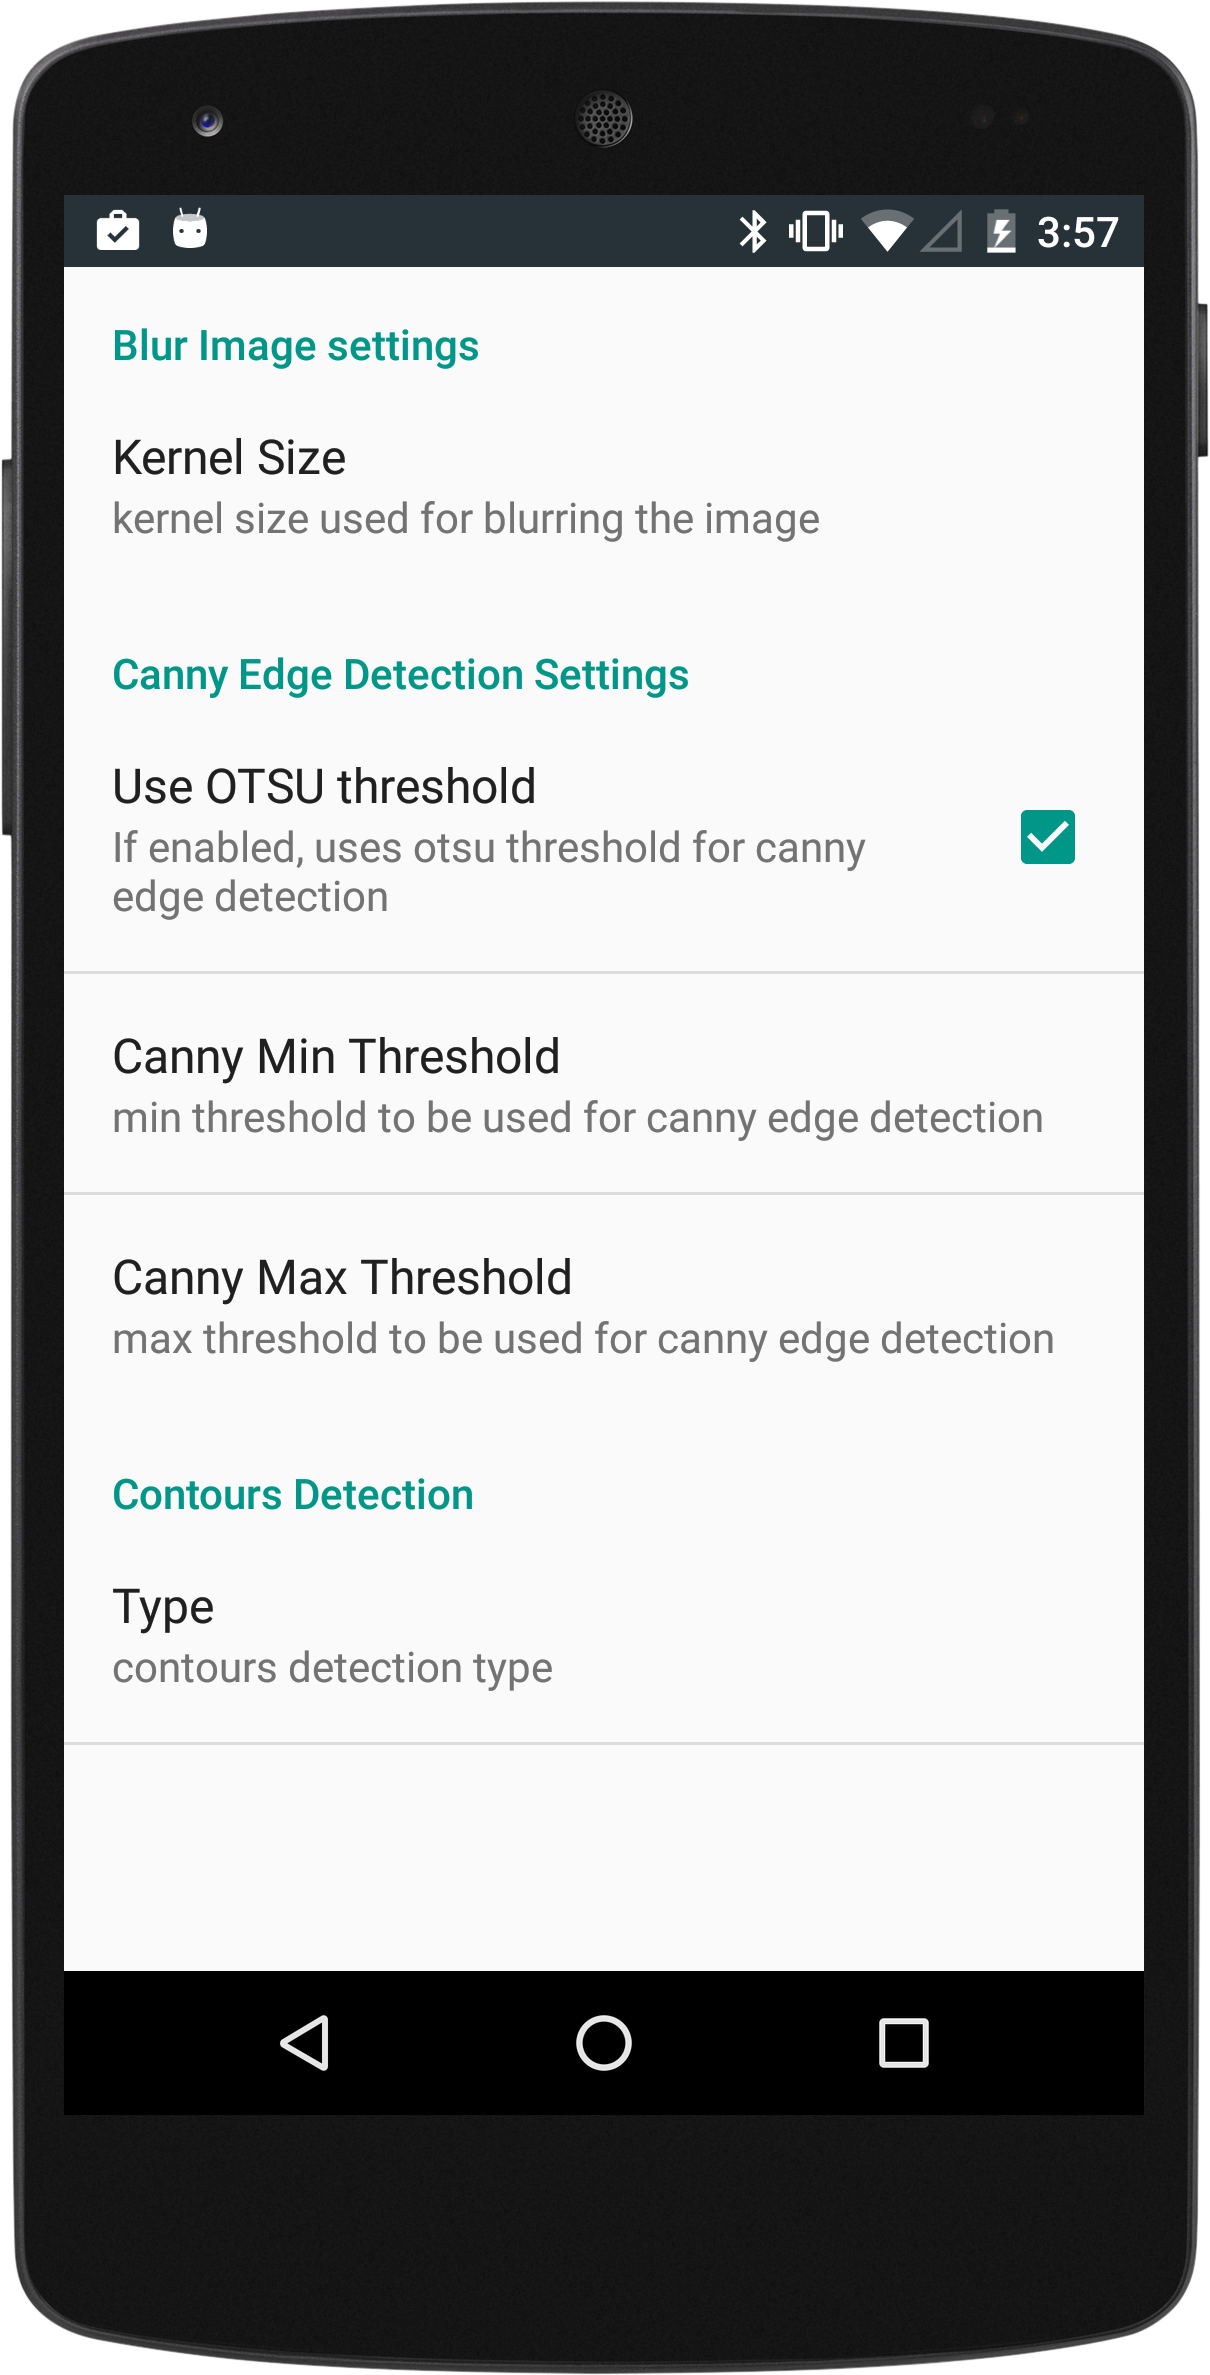 3:57
Blur Image settings
Kernel Size
kernel size used for blurring the image
Canny Edge Detection Settings
Use OTSU threshold
If enabled, uses otsu threshold for canny
edge detection
Canny Min Threshold
min threshold to be used for canny edge detection
Canny Max Threshold
max threshold to be used for canny edge detection
Contours Detection
Type
contours detection type